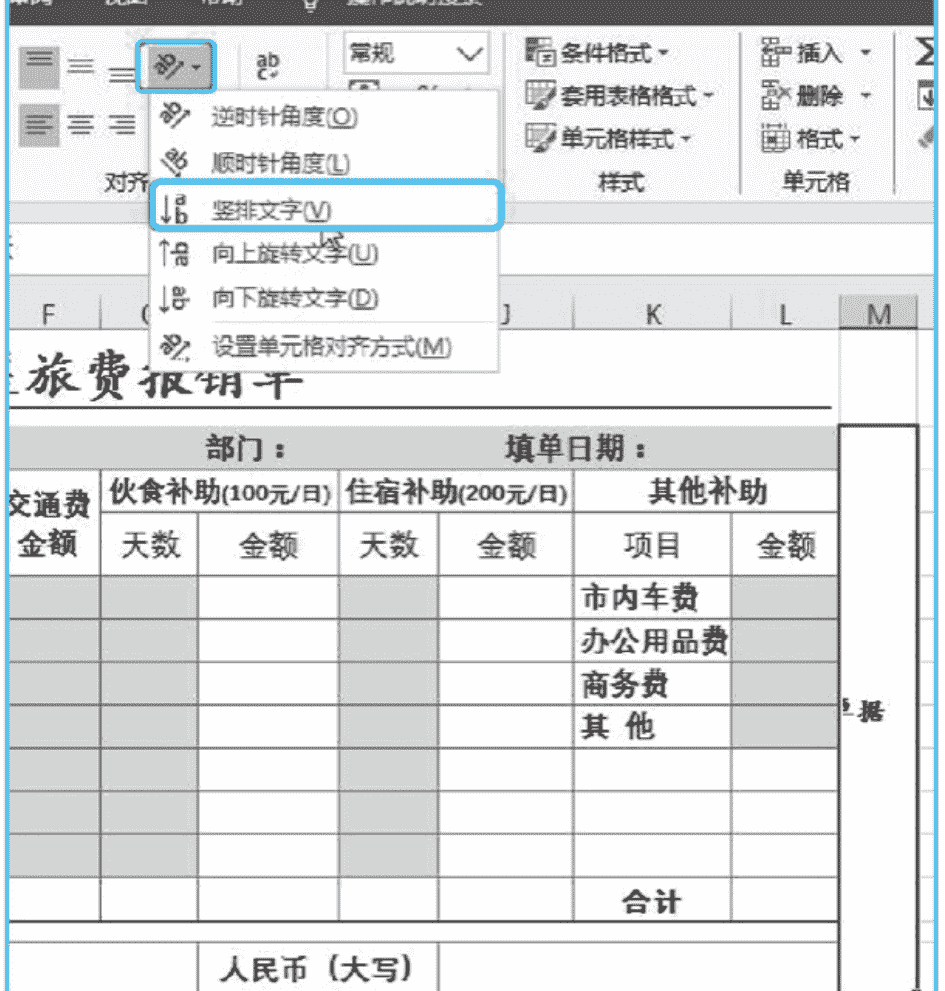 常规
条件格式
插入
套用表格格式
删除
单元格样式
格式
对齐
样式
单元格
逆时针角度(O)
顺时针角度(L)
竖排文字(V)
向上旋转文字(U)
向下旋转文字(D)
设置单元格对齐方式(M)
F J K L M
旅费报销单
部门： 填单日期：
交通费 伙食补助(100元/日) 住宿补助(200元/日) 其他补助
金额 天数 金额 天数 金额 项目 金额
市内车费
办公用品费
商务费
其 他
合计
人民币（大写）